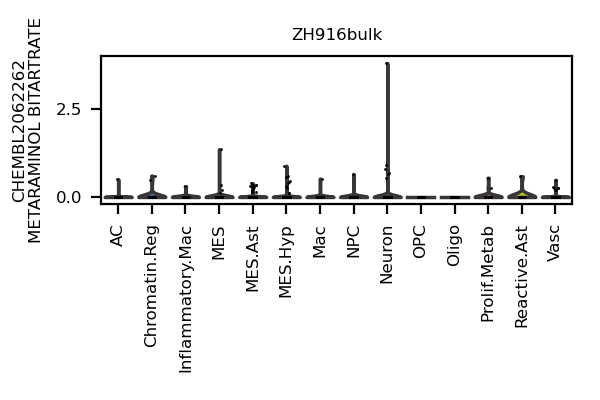 ZH916bulk
CHEMBL2062262
METARAMINOL BITARTRATE
2.5
0.0
AC
Chromatin.Reg
Inflammatory.Mac
MES
MES.Ast
MES.Hyp
Mac
NPC
Neuron
OPC
Oligo
Prolif.Metab
Reactive.Ast
Vasc